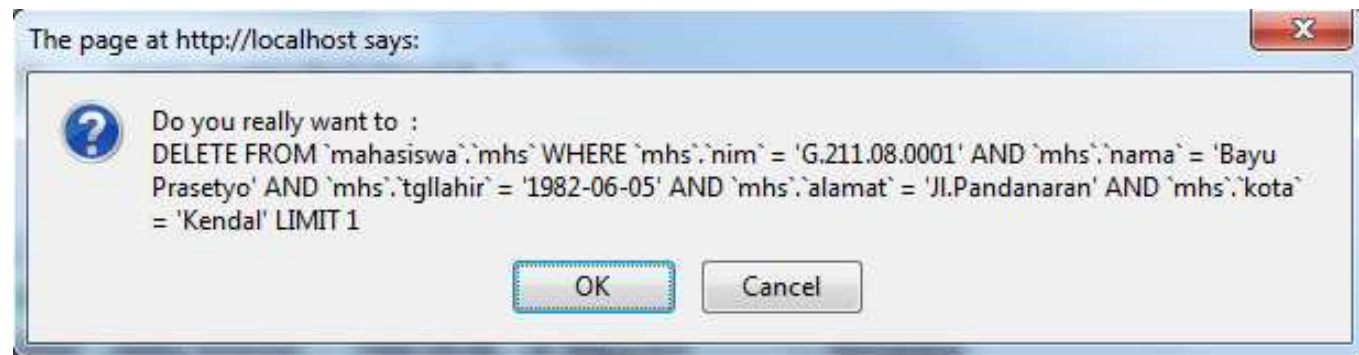 The page at http://localhost says:
Do you really want to :
DELETE FROM `mahasiswa`.`mhs` WHERE `mhs`.`nim` = 'G.211.08.0001' AND `mhs`.`nama` = 'Bayu
Prasetyo' AND `mhs`.`tgllahir` = '1982-06-05' AND `mhs`.`alamat` = 'Jl.Pandanaran' AND `mhs`.`kota`
= 'Kendal' LIMIT 1
OK
Cancel